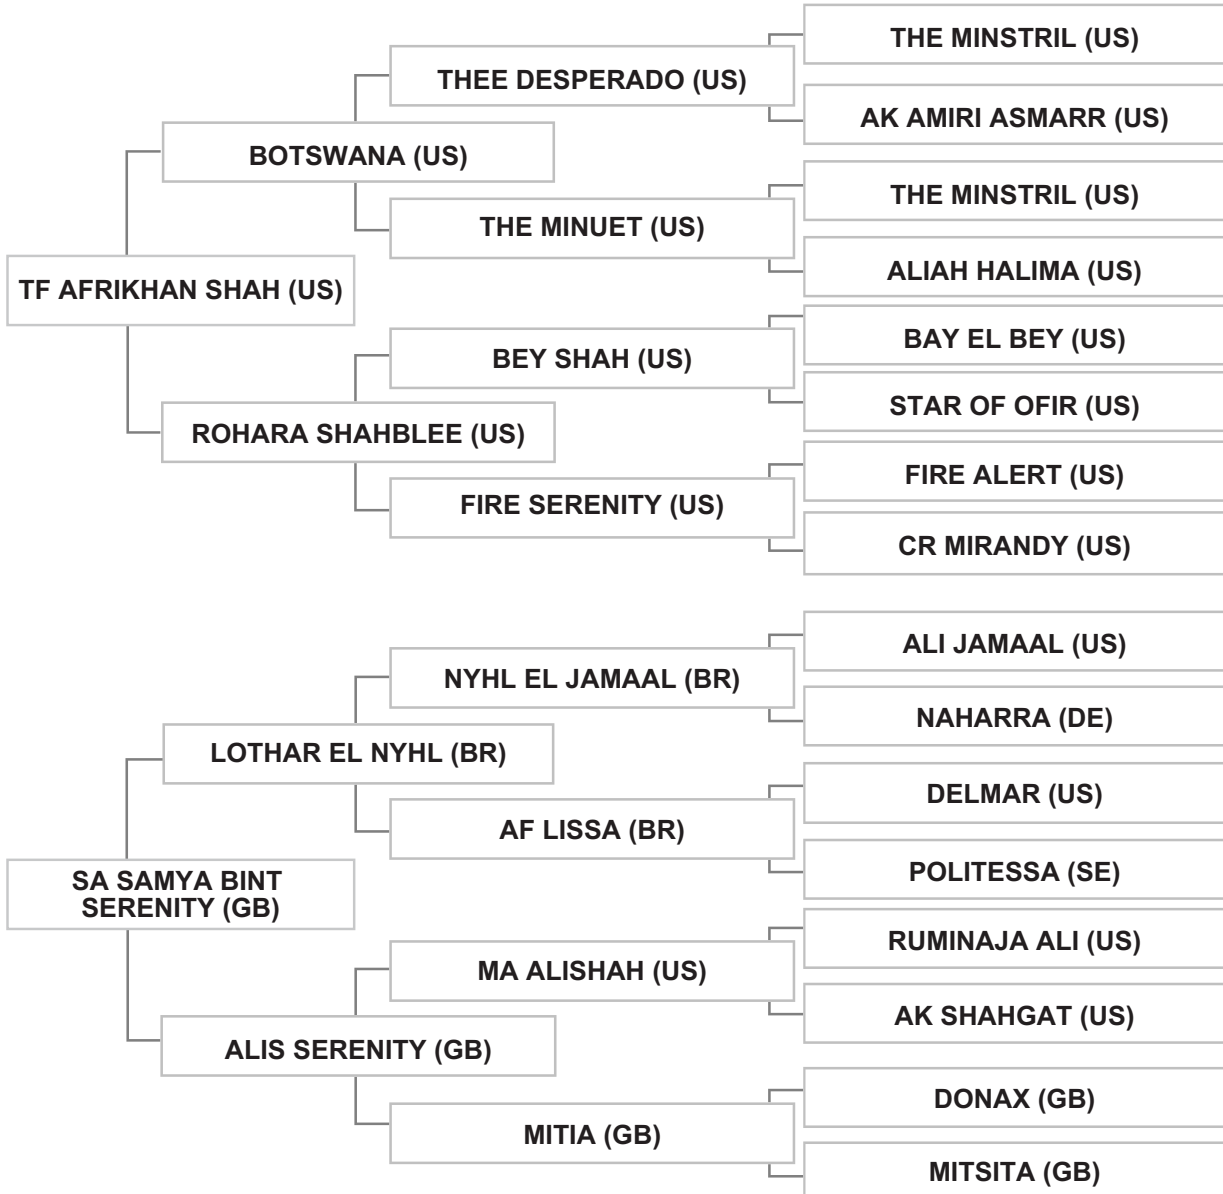 THE MINSTRIL (US)
THEE DESPERADO (US)
AK AMIRI ASMARR (US)
BOTSWANA (US)
THE MINSTRIL (US)
THE MINUET (US)
ALIAH HALIMA (US)
TF AFRIKHAN SHAH (US)
BAY EL BEY (US)
BEY SHAH (US)
STAR OF OFIR (US)
ROHARA SHAHBLEE (US)
FIRE ALERT (US)
FIRE SERENITY (US)
CR MIRANDY (US)
ALI JAMAAL (US)
NYHL EL JAMAAL (BR)
NAHARRA (DE)
LOTHAR EL NYHL (BR)
DELMAR (US)
AF LISSA (BR)
POLITESSA (SE)
SA SAMYA BINT
SERENITY (GB)
RUMINAJA ALI (US)
MA ALISHAH (US)
AK SHAHGAT (US)
ALIS SERENITY (GB)
DONAX (GB)
MITIA (GB)
MITSITA (GB)